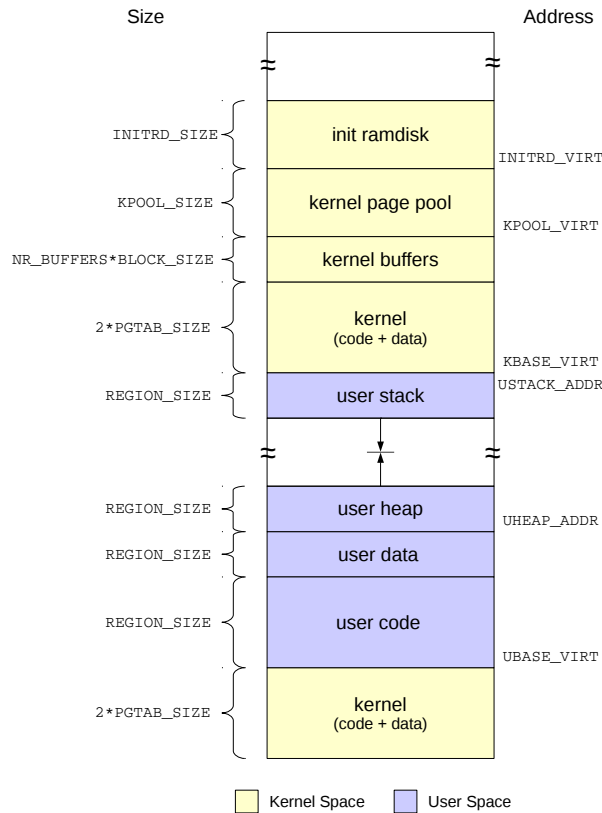 Size Address
INITRD_SIZE init ramdisk
INITRD_VIRT
KPOOL_SIZE kernel page pool
KPOOL_VIRT
NR_BUFFERS*BLOCK_SIZE kernel buffers
2*PGTAB_SIZE kernel
(code + data)
KBASE_VIRT
USTACK_ADDR
REGION_SIZE user stack
REGION_SIZE user heap
UHEAP_ADDR
REGION_SIZE user data
REGION_SIZE user code
UBASE_VIRT
2*PGTAB_SIZE kernel
(code + data)
Kernel Space User Space